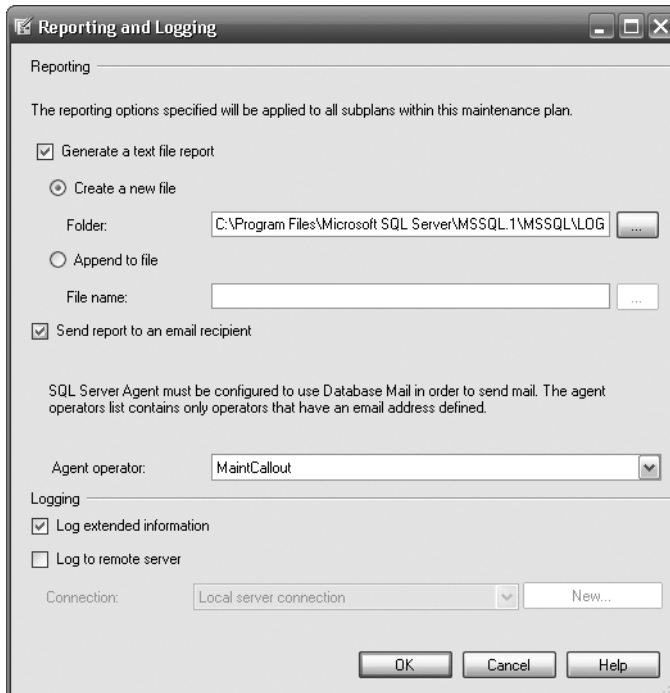 Reporting and Logging
Reporting
The reporting options specified will be applied to all subplans within this maintenance plan.
Generate a text file report
Create a new file
Folder: C:\Program Files\Microsoft SQL Server\MSSQL.1\MSSQL\LOG ...
Append to file
File name: ...
Send report to an email recipient
SQL Server Agent must be configured to use Database Mail in order to send mail. The agent
operators list contains only operators that have an email address defined.
Agent operator: MaintCallout
Logging
Log extended information
Log to remote server
Connection: Local server connection New...
OK Cancel Help